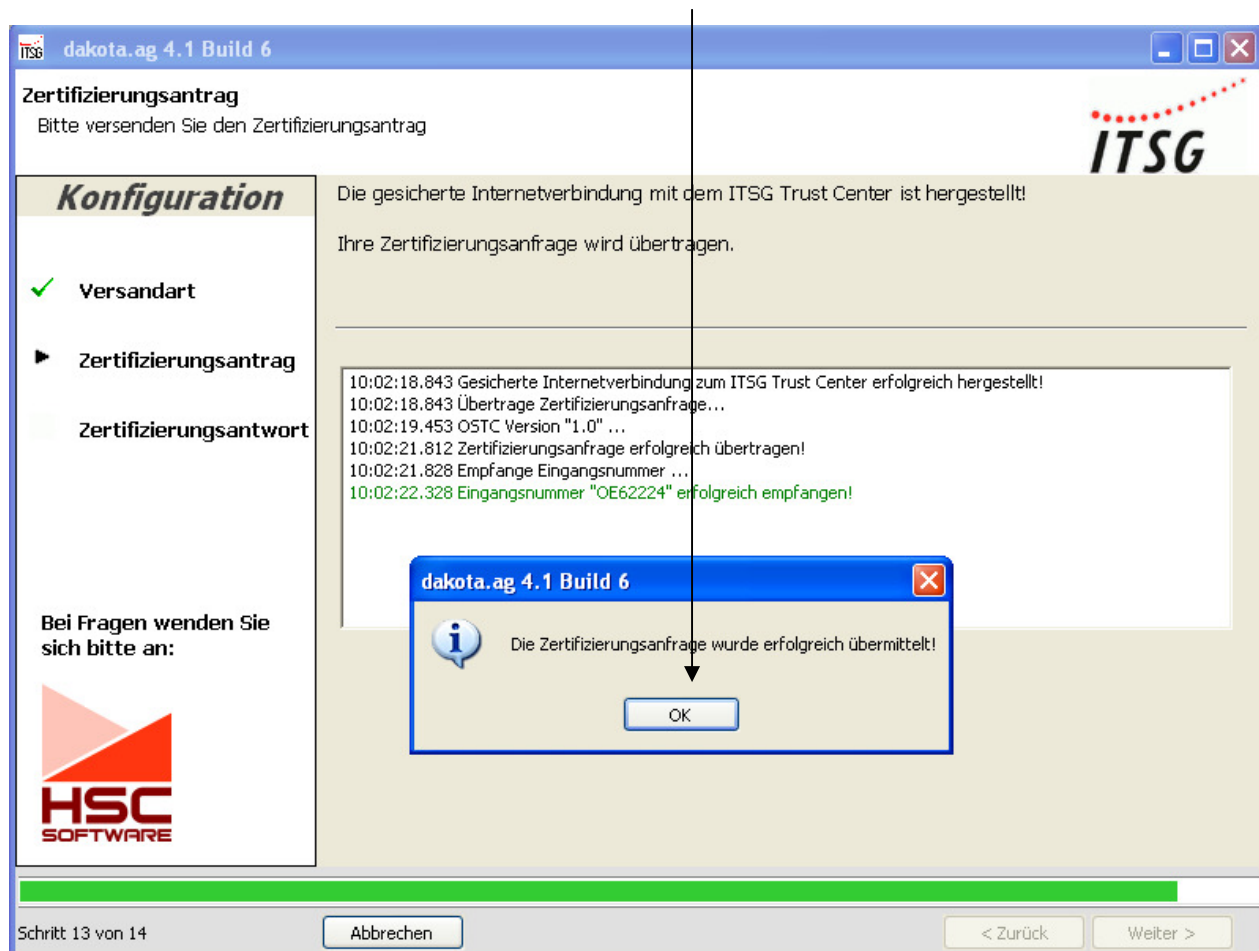 ITSG dakota.ag 4.1 Build 6
Zertifizierungsantrag
Bitte versenden Sie den Zertifizierungsantrag
ITSG
Konfiguration
Versandart
Zertifizierungsantrag
Zertifizierungsantwort
Bei Fragen wenden Sie
sich bitte an:
HSC
SOFTWARE
Die gesicherte Internetverbindung mit dem ITSG Trust Center ist hergestellt!
Ihre Zertifizierungsanfrage wird übertragen.
10:02:18.843 Gesicherte Internetverbindung zum ITSG Trust Center erfolgreich hergestellt!
10:02:18.843 Übertrage Zertifizierungsanfrage...
10:02:19.453 OSTC Version "1.0" ...
10:02:21.812 Zertifizierungsanfrage erfolgreich übertragen!
10:02:21.828 Empfange Eingangsnummer ...
10:02:22.328 Eingangsnummer "OE62224" erfolgreich empfangen!
dakota.ag 4.1 Build 6
Die Zertifizierungsanfrage wurde erfolgreich übermittelt!
OK
Schritt 13 von 14
Abbrechen
< Zurück
Weiter >